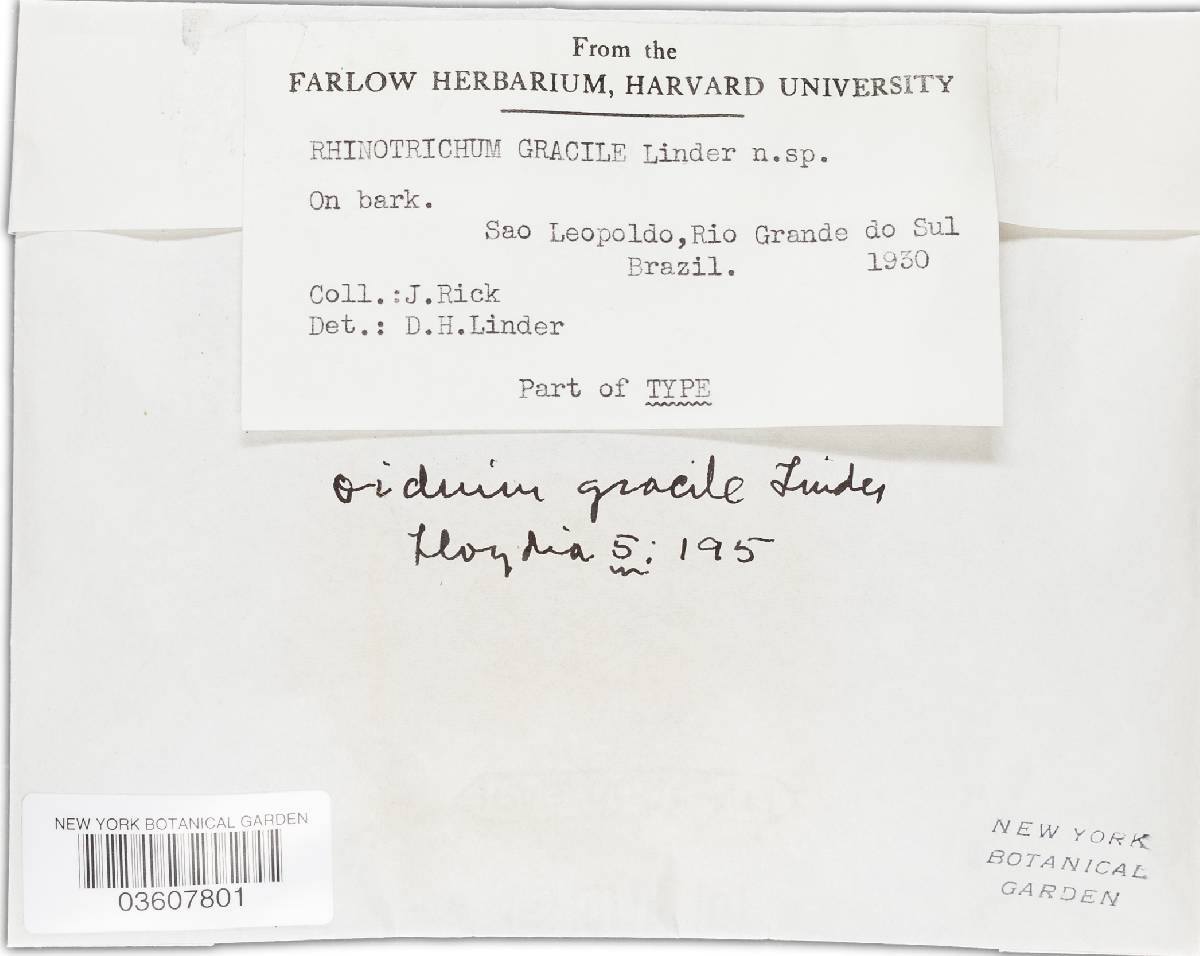 From the
FARLOW HERBARIUM, HARVARD UNIVERSITY
RHINOTRICHUM GRACILE Linder n.sp.
On bark.
Sao Leopoldo,Rio Grande do Sul
Brazil. 1930
Coll.:J.Rick
Det.: D.H.Linder
Part of TYPE
oidium gracile Linder
Lloydia 5: 195
NEW YORK BOTANICAL GARDEN
03607801
NEW YORK
BOTANICAL
GARDEN